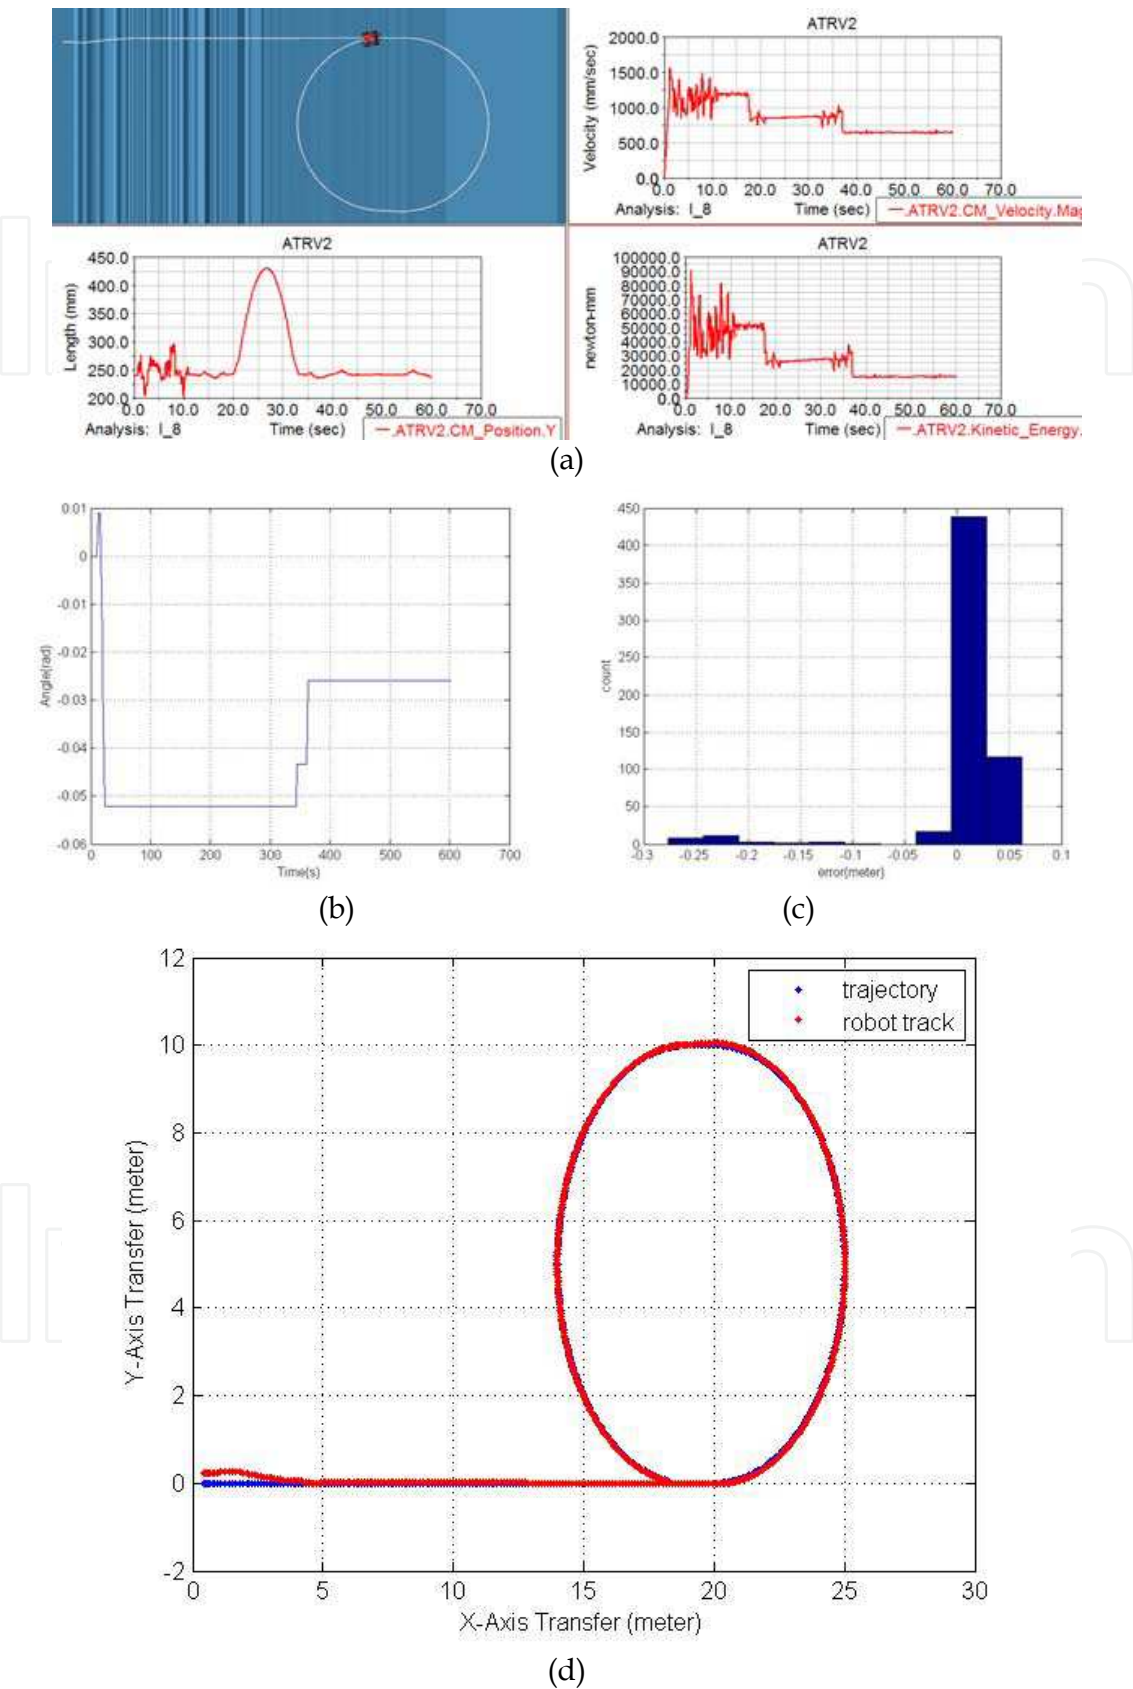 ATRV2
2000.0
1500.0
1000.0
500.0
0.0
Velocity (mm/sec)
0.0 10.0 20.0 30.0 40.0 50.0 60.0 70.0
Analysis: I_8 Time (sec) .ATRV2.CM_Velocity.Mag
ATRV2
450.0
400.0
350.0
300.0
250.0
200.0
Length (mm)
0.0 10.0 20.0 30.0 40.0 50.0 60.0 70.0
Analysis: I_8 Time (sec) .ATRV2.CM_Position.Y
ATRV2
100000.0
90000.0
80000.0
70000.0
60000.0
50000.0
40000.0
30000.0
20000.0
10000.0
0.0
newton-mm
0.0 10.0 20.0 30.0 40.0 50.0 60.0 70.0
Analysis: I_8 Time (sec) .ATRV2.Kinetic_Energy.
(a)
0.01
0
-0.01
-0.02
-0.03
-0.04
-0.05
-0.06
Angle(rad)
0 100 200 300 400 500 600 700
Time(s)
(b)
450
400
350
300
250
200
150
100
50
0
count
-0.3 -0.25 -0.2 -0.15 -0.1 -0.05 0 0.05 0.1
error(meter)
(c)
12
10
8
6
4
2
0
-2
Y-Axis Transfer (meter)
trajectory
robot track
0 5 10 15 20 25 30
X-Axis Transfer (meter)
(d)